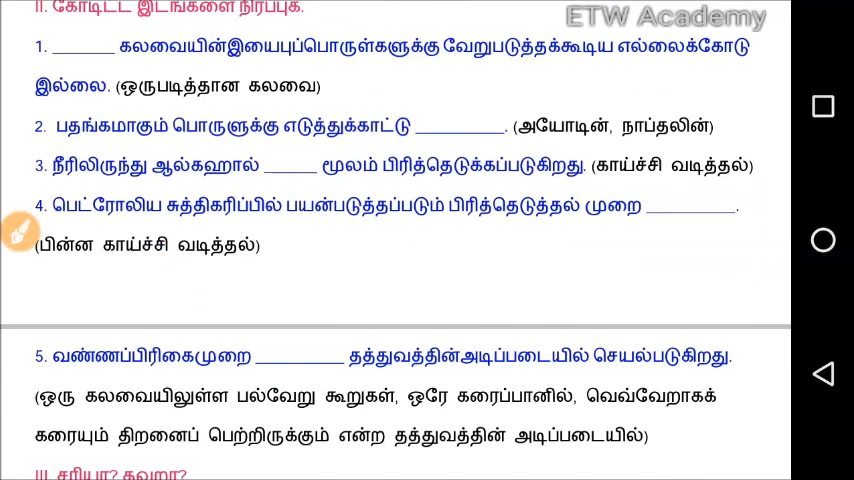 II. கோடிட்ட இடங்களை நிரப்புக.
ETW Academy
1. _______ கலவையின்இயைபுப்பொருள்களுக்கு வேறுபடுத்தக்கூடிய எல்லைக்கோடு
இல்லை. (ஒருபடித்தான கலவை)
2. பதங்கமாகும் பொருளுக்கு எடுத்துக்காட்டு __________. (அயோடின், நாப்தலின்)
3. நீரிலிருந்து ஆல்கஹால் ______ மூலம் பிரித்தெடுக்கப்படுகிறது. (காய்ச்சி வடித்தல்)
4. பெட்ரோலிய சுத்திகரிப்பில் பயன்படுத்தப்படும் பிரித்தெடுத்தல் முறை __________.
(பின்ன காய்ச்சி வடித்தல்)
5. வண்ணப்பிரிகைமுறை __________ தத்துவத்தின்அடிப்படையில் செயல்படுகிறது.
(ஒரு கலவையிலுள்ள பல்வேறு கூறுகள், ஒரே கரைப்பானில், வெவ்வேறாகக்
கரையும் திறனைப் பெற்றிருக்கும் என்ற தத்துவத்தின் அடிப்படையில்)
III. சரியா? தவறா?